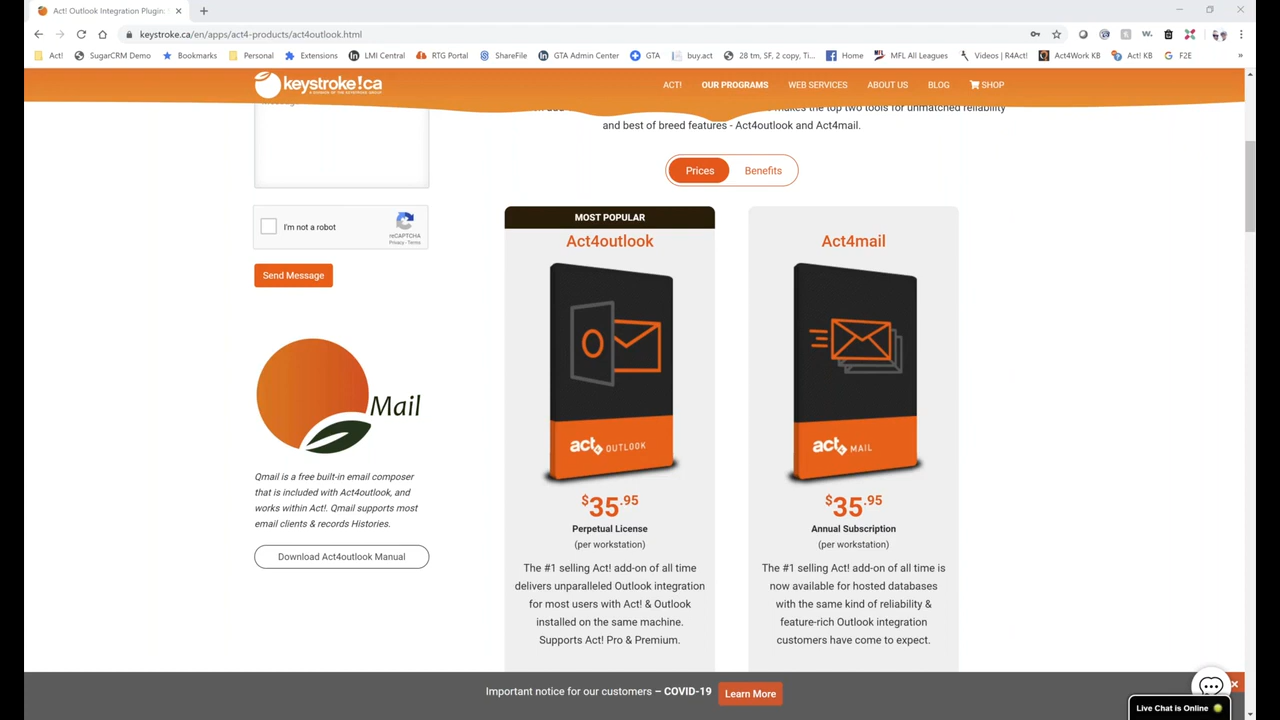 Act! Outlook Integration Plugin:
keystroke.ca/en/apps/act4-products/act4outlook.html
Act!
SugarCRM Demo
Bookmarks
Personal
Extensions
LMI Central
RTG Portal
ShareFile
GTA Admin Center
GTA
buy.act
28 tm, SF, 2 copy, Ti...
Home
MFL All Leagues
Videos | R4Act!
Act4Work KB
Act! KB
F2E
keystroke!ca
ACT!
OUR PROGRAMS
WEB SERVICES
ABOUT US
BLOG
SHOP
makes the top two tools for unmatched reliability
and best of breed features - Act4outlook and Act4mail.
Prices
Benefits
I'm not a robot
reCAPTCHA
Privacy - Terms
Send Message
Mail
Qmail is a free built-in email composer
that is included with Act4outlook, and
works within Act!. Qmail supports most
email clients & records Histories.
Download Act4outlook Manual
MOST POPULAR
Act4outlook
act4 OUTLOOK
$35.95
Perpetual License
(per workstation)
The #1 selling Act! add-on of all time
delivers unparalleled Outlook integration
for most users with Act! & Outlook
installed on the same machine.
Supports Act! Pro & Premium.
Act4mail
act4 MAIL
$35.95
Annual Subscription
(per workstation)
The #1 selling Act! add-on of all time is
now available for hosted databases
with the same kind of reliability &
feature-rich Outlook integration
customers have come to expect.
Important notice for our customers – COVID-19
Learn More
Live Chat is Online